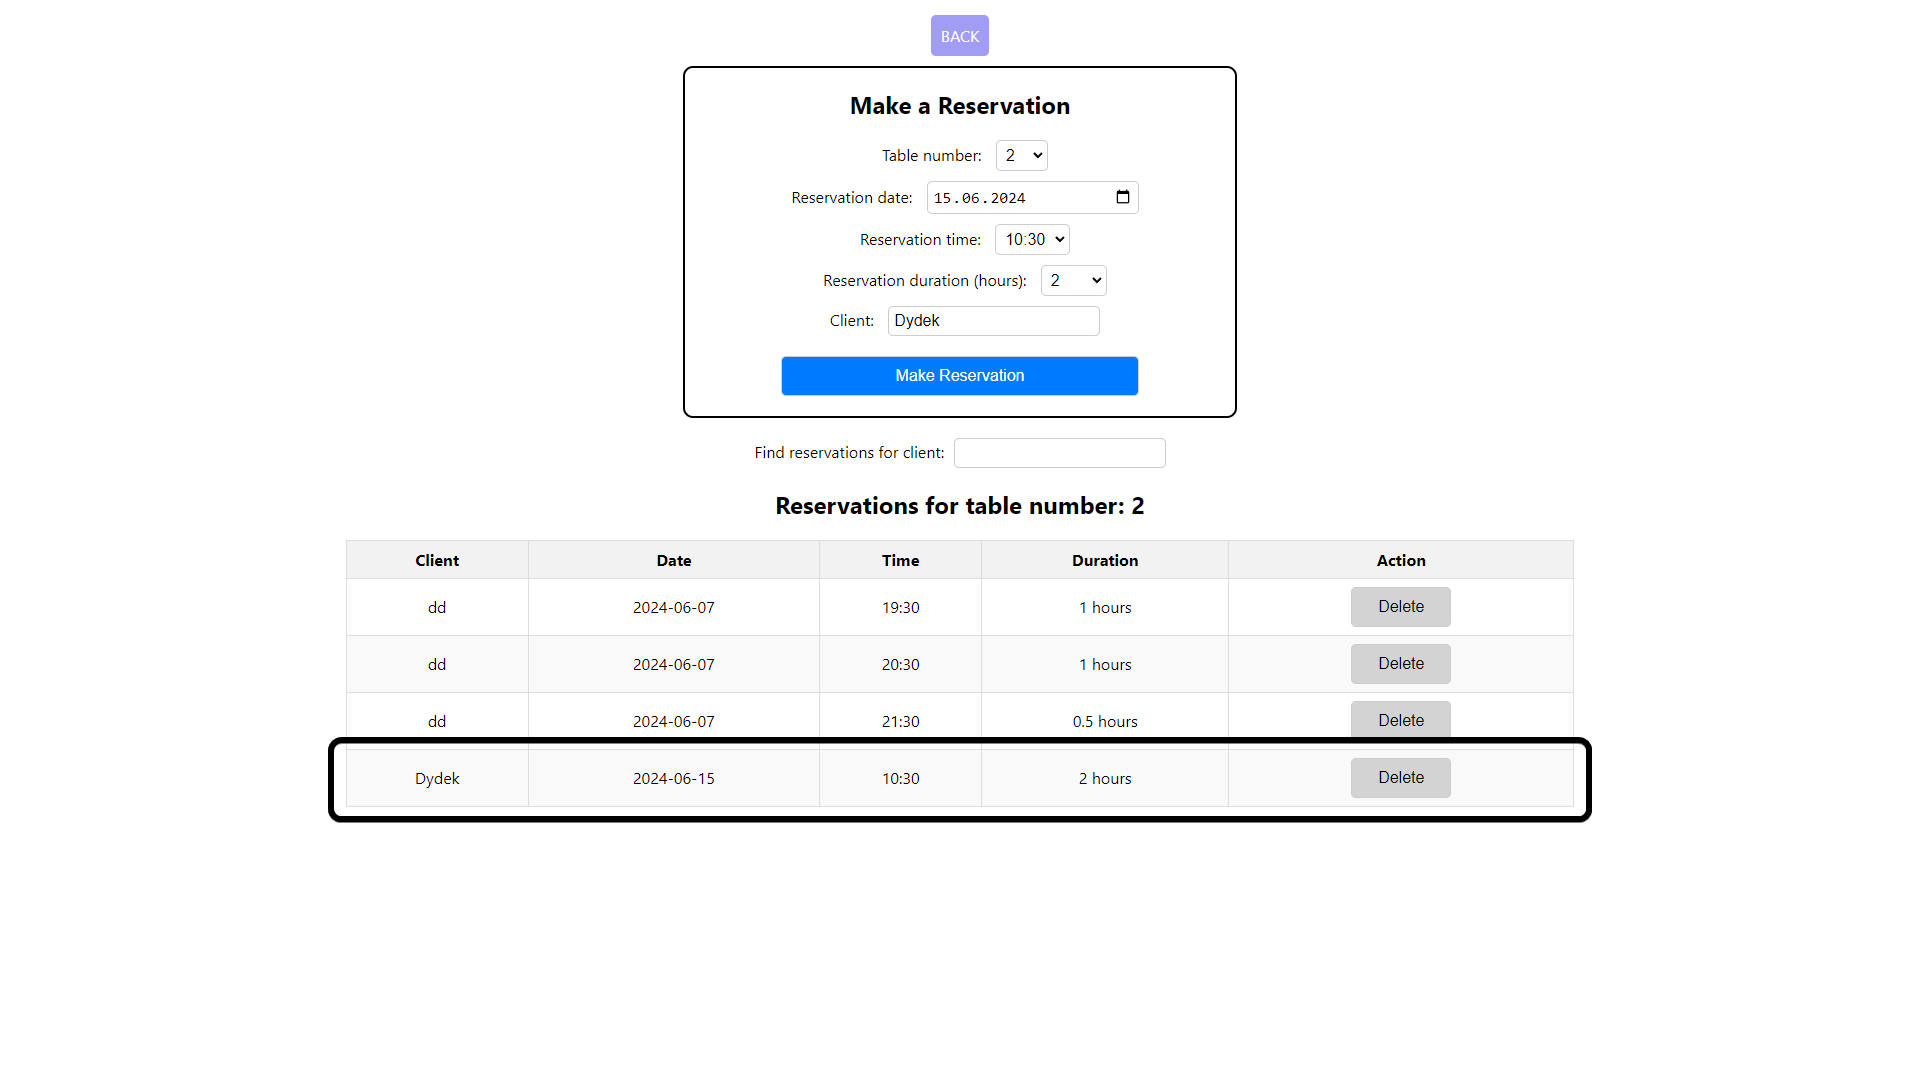 BACK
Make a Reservation
Table number: 2
Reservation date: 15.06.2024
Reservation time: 10:30
Reservation duration (hours): 2
Client: Dydek
Make Reservation
Find reservations for client:
Reservations for table number: 2
Client Date Time Duration Action
dd 2024-06-07 19:30 1 hours Delete
dd 2024-06-07 20:30 1 hours Delete
dd 2024-06-07 21:30 0.5 hours Delete
Dydek 2024-06-15 10:30 2 hours Delete